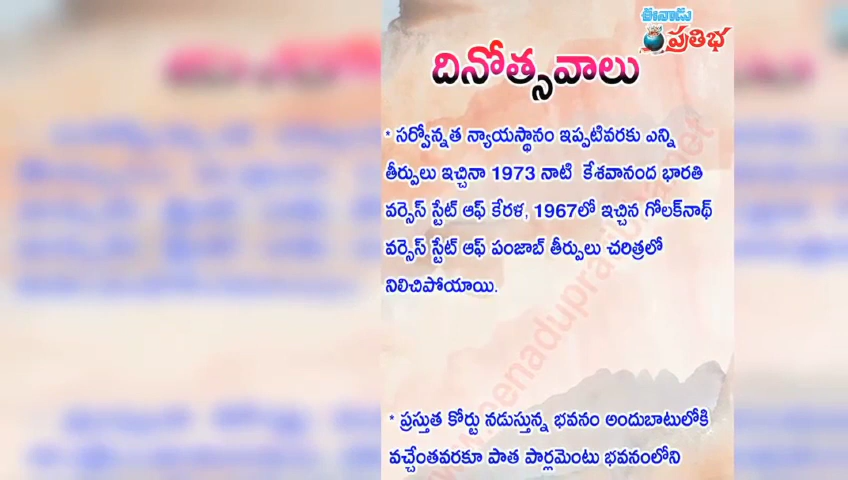 ఈనాడు
ప్రతిభ
దినోత్సవాలు
* సర్వోన్నత న్యాయస్థానం ఇప్పటివరకు ఎన్ని
తీర్పులు ఇచ్చినా 1973 నాటి కేశవానంద భారతి
వర్సెస్ స్టేట్ ఆఫ్ కేరళ, 1967లో ఇచ్చిన గోలక్‌నాథ్
వర్సెస్ స్టేట్ ఆఫ్ పంజాబ్ తీర్పులు చరిత్రలో
నిలిచిపోయాయి.
* ప్రస్తుత కోర్టు నడుస్తున్న భవనం అందుబాటులోకి
వచ్చేంతవరకూ పాత పార్లమెంటు భవనంలోని